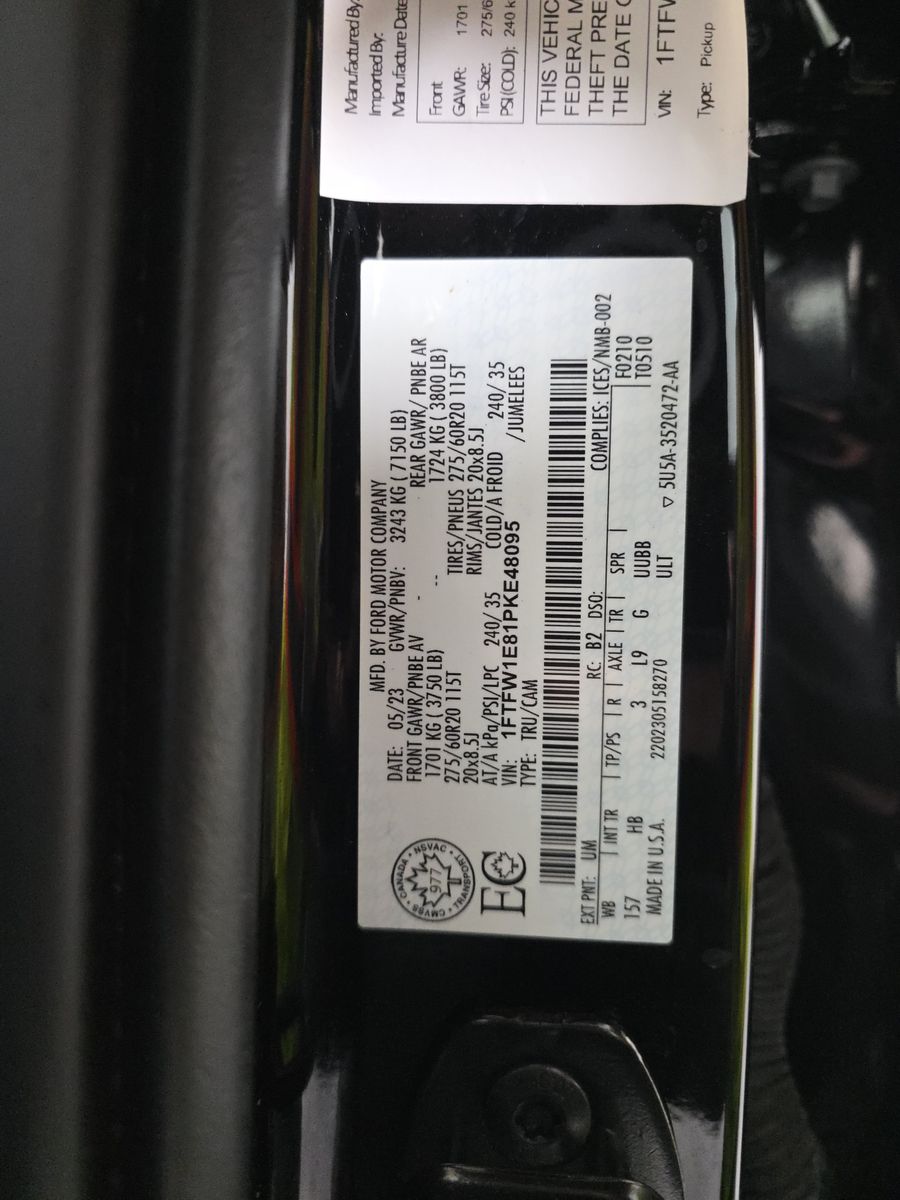 MFD. BY FORD MOTOR COMPANY
DATE: 05/23 GVWR/PNBV: 3243 KG ( 7150 LB)
FRONT GAWR/PNBE AV - REAR GAWR/ PNBE AR
1701 KG ( 3750 LB) -- 1724 KG ( 3800 LB)
275/60R20 115T TIRES/PNEUS 275/60R20 115T
20x8.5J RIMS/JANTES 20x8.5J
AT/A kPa/PSI/LPC 240/ 35 COLD/A FROID 240/ 35
VIN: 1FTFW1E81PKE48095 /JUMELEES
TYPE: TRU/CAM
CANADA • NSVAC • TRANSPORT • CMVSS •
977
EC
EXT PNT: UM RC: B2 DSO: COMPLIES: ICES/NMB-002
WB | INT TR | TP/PS | R | AXLE | TR | SPR | F0210
157 HB 3 L9 G UUBB T0510
MADE IN U.S.A. 2202305158270 ULT ▽ 5U5A-3520472-AA
Manufactured By:
Imported By:
Manufacture Date
Front
GAWR: 1701
Tire Size: 275/6
PSI (COLD): 240 k
THIS VEHIC
FEDERAL M
THEFT PRE
THE DATE O
VIN: 1FTFW
Type: Pickup